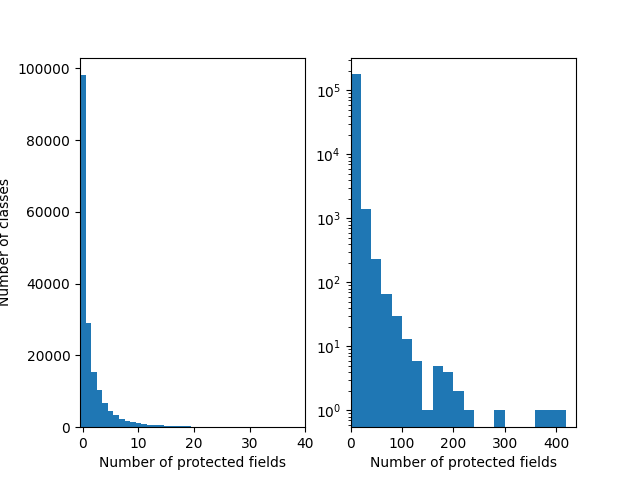 100000
80000
60000
40000
20000
0
Number of classes
0 10 20 30 40
Number of protected fields
10⁵
10⁴
10³
10²
10¹
10⁰
0 100 200 300 400
Number of protected fields